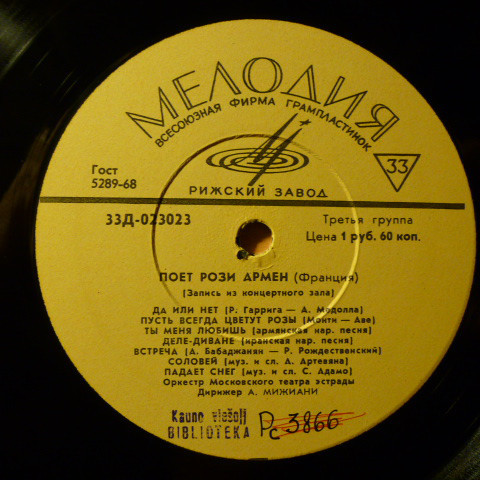 МЕЛОДИЯ
ВСЕСОЮЗНАЯ ФИРМА ГРАМПЛАСТИНОК
33
Гост
5289-68
РИЖСКИЙ ЗАВОД
33Д-023023
Третья группа
Цена 1 руб. 60 коп.
ПОЕТ РОЗИ АРМЕН (Франция)
(Запись из концертного зала)
ДА ИЛИ НЕТ (Р. Гаррига — А. Модолла)
ПУСТЬ ВСЕГДА ЦВЕТУТ РОЗЫ (Монти — Аве)
ТЫ МЕНЯ ЛЮБИШЬ (армянская нар. песня)
ДЕЛЕ-ДИВАНЕ (иранская нар. песня)
ВСТРЕЧА (А. Бабаджанян — Р. Рождественский)
СОЛОВЕЙ (муз. и сл. А. Артевяна)
ПАДАЕТ СНЕГ (муз. и сл. С. Адамо)
Оркестр Московского театра эстрады
Дирижер А. МИЖИАНИ
Kauno viešoji
BIBLIOTEKA
Pc 3866